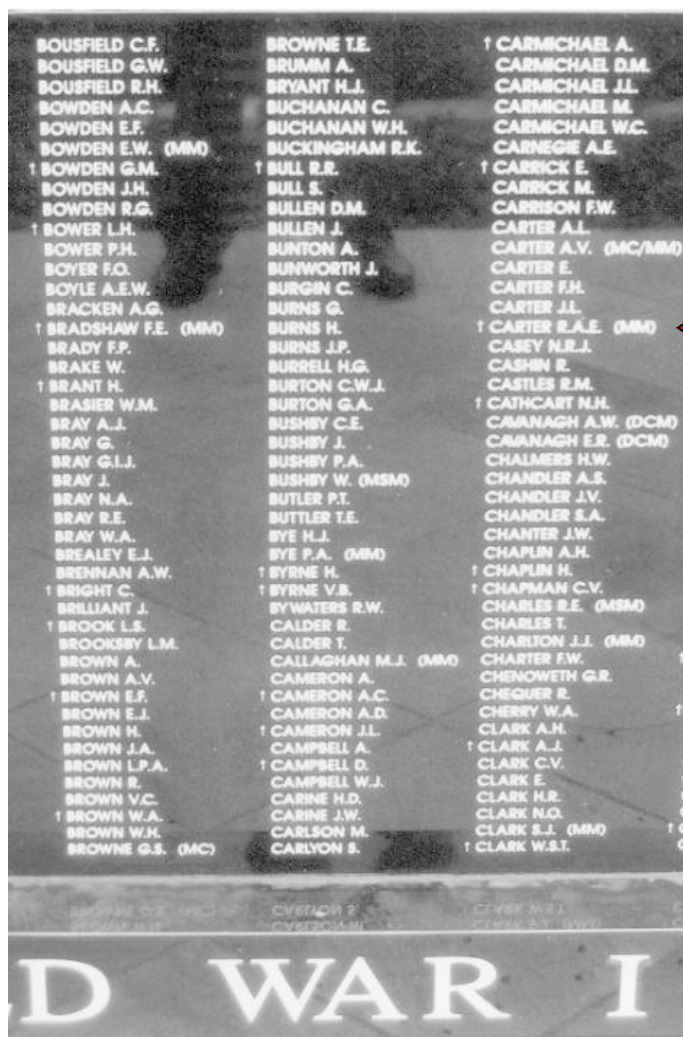 BOUSFIELD C.F.
BOUSFIELD G.W.
BOUSFIELD R.H.
BOWDEN A.C.
BOWDEN E.F.
BOWDEN E.W. (MM)
† BOWDEN G.M.
BOWDEN J.H.
BOWDEN R.G.
† BOWER L.H.
BOWER P.H.
BOYER F.O.
BOYLE A.E.W.
BRACKEN A.G.
† BRADSHAW F.E. (MM)
BRADY F.P.
BRAKE W.
† BRANT H.
BRASIER W.M.
BRAY A.J.
BRAY G.
BRAY G.I.J.
BRAY J.
BRAY N.A.
BRAY R.E.
BRAY W.A.
BREALEY E.J.
BRENNAN A.W.
† BRIGHT C.
BRILLIANT J.
† BROOK L.S.
BROOKSBY L.M.
BROWN A.
BROWN A.V.
† BROWN E.F.
BROWN E.J.
BROWN H.
BROWN J.A.
BROWN L.P.A.
BROWN R.
BROWN V.C.
† BROWN W.A.
BROWN W.H.
BROWNE G.S. (MC)
BROWNE T.E.
BRUMM A.
BRYANT H.J.
BUCHANAN C.
BUCHANAN W.H.
BUCKINGHAM R.K.
† BULL R.R.
BULL S.
BULLEN D.M.
BULLEN J.
BUNTON A.
BUNWORTH J.
BURGIN C.
BURNS G.
BURNS H.
BURNS J.P.
BURRELL H.G.
BURTON C.W.J.
BURTON G.A.
BUSHBY C.E.
BUSHBY J.
BUSHBY P.A.
BUSHBY W. (MSM)
BUTLER P.T.
BUTTLER T.E.
BYE H.J.
BYE P.A. (MM)
† BYRNE H.
† BYRNE V.B.
BYWATERS R.W.
CALDER R.
CALDER T.
CALLAGHAN M.J. (MM)
CAMERON A.
† CAMERON A.C.
CAMERON A.D.
† CAMERON J.L.
CAMPBELL A.
† CAMPBELL D.
CAMPBELL W.J.
CARINE H.D.
CARINE J.W.
CARLSON M.
CARLYON S.
† CARMICHAEL A.
CARMICHAEL D.M.
CARMICHAEL J.L.
CARMICHAEL M.
CARMICHAEL W.C.
CARNEGIE A.E.
† CARRICK E.
CARRICK M.
CARRISON F.W.
CARTER A.L.
CARTER A.V. (MC/MM)
CARTER E.
CARTER F.H.
CARTER J.L.
† CARTER R.A.E. (MM)
CASEY N.R.J.
CASHIN R.
CASTLES R.M.
† CATHCART N.H.
CAVANAGH A.W. (DCM)
CAVANAGH E.R. (DCM)
CHALMERS H.W.
CHANDLER A.S.
CHANDLER J.V.
CHANDLER S.A.
CHANTER J.W.
CHAPLIN A.H.
† CHAPLIN H.
† CHAPMAN C.V.
CHARLES R.E. (MSM)
CHARLES T.
CHARLTON J.J. (MM)
CHARTER F.W.
CHENOWETH G.R.
CHEQUER R.
CHERRY W.A.
CLARK A.H.
† CLARK A.J.
CLARK C.V.
CLARK E.
CLARK H.R.
CLARK N.O.
CLARK S.J. (MM)
† CLARK W.S.T.
WAR I